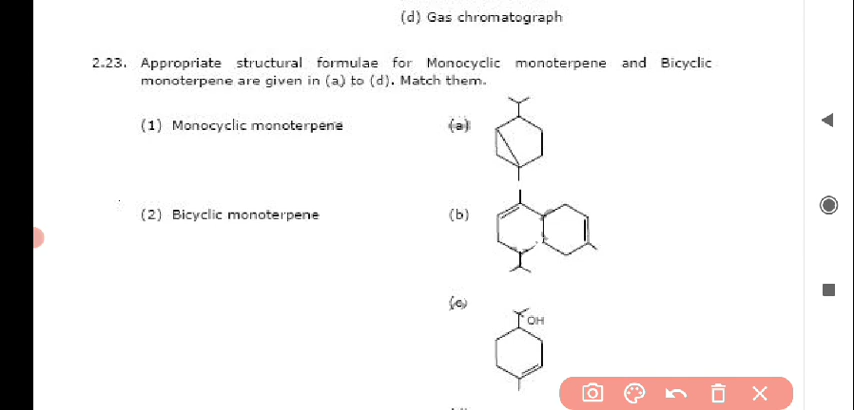 (d) Gas chromatograph
2.23. Appropriate structural formulae for Monocyclic monoterpene and Bicyclic
monoterpene are given in (a) to (d). Match them.
(1) Monocyclic monoterpene
(a)
(2) Bicyclic monoterpene
(b)
(c)
OH